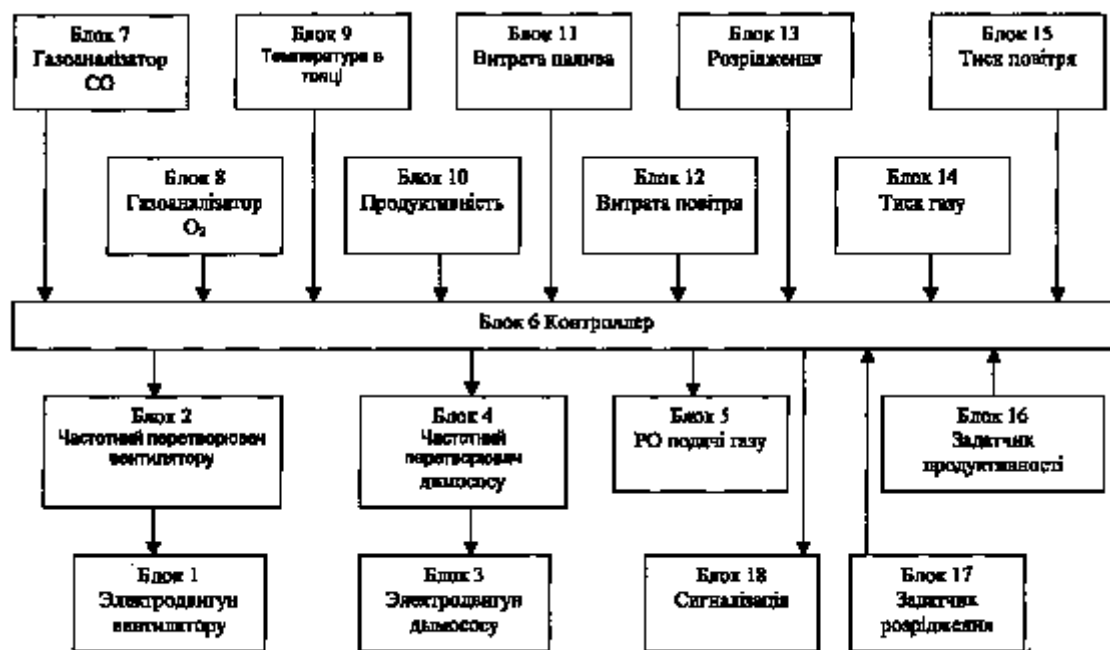 Блок 7
Газоаналізатор
CO
Блок 9
Температура в
топці
Блок 11
Витрата палива
Блок 13
Розрідження
Блок 15
Тиск повітря
Блок 8
Газоаналізатор
O₂
Блок 10
Продуктивність
Блок 12
Витрата повітря
Блок 14
Тиск газу
Блок 6 Контроллер
Блок 2
Частотний перетворювач
вентилятору
Блок 4
Частотний
перетворювач
димососу
Блок 5
РО подачі газу
Блок 16
Задатчик
продуктивності
Блок 1
Электродвигун
вентилятору
Блок 3
Электродвигун
дымососу
Блок 18
Сигналізація
Блок 17
Задатчик
розрідження